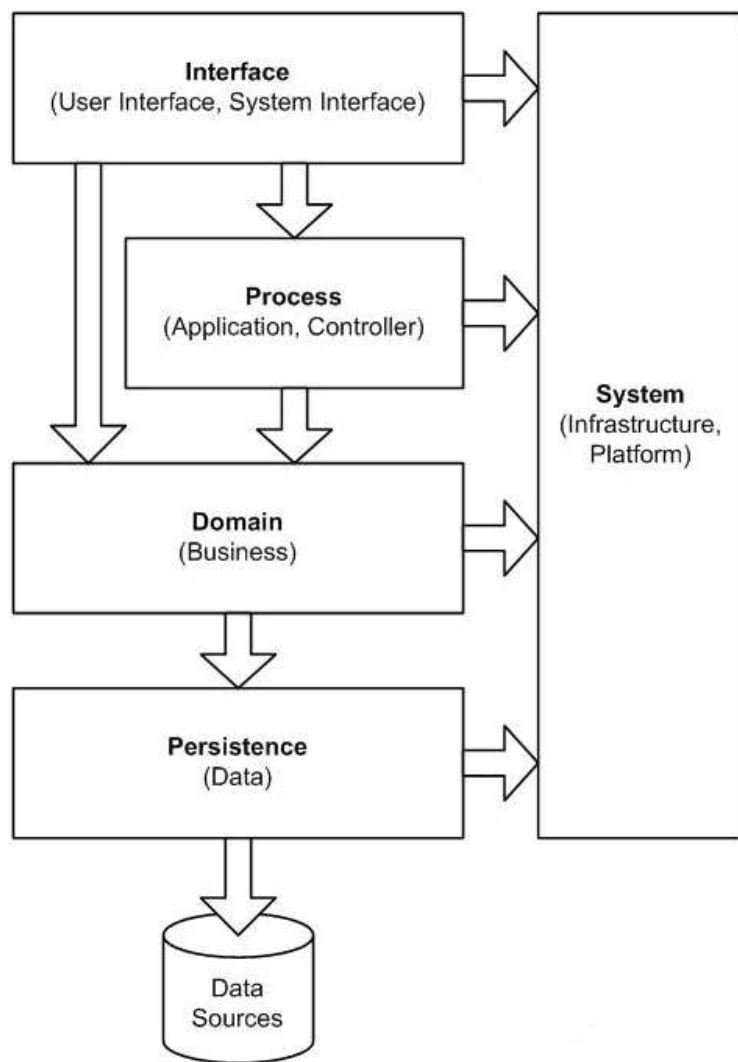 Interface
(User Interface, System Interface)
Process
(Application, Controller)
System
(Infrastructure,
Platform)
Domain
(Business)
Persistence
(Data)
Data
Sources